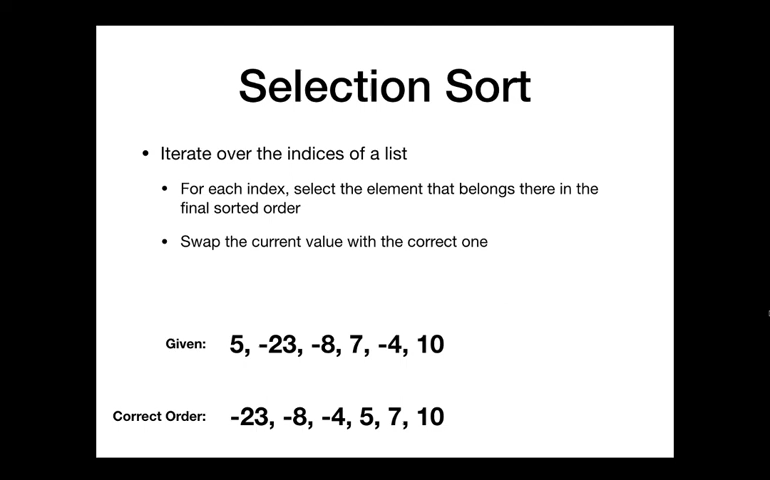 Selection Sort
• Iterate over the indices of a list
• For each index, select the element that belongs there in the
final sorted order
• Swap the current value with the correct one
Given: 5, -23, -8, 7, -4, 10
Correct Order: -23, -8, -4, 5, 7, 10